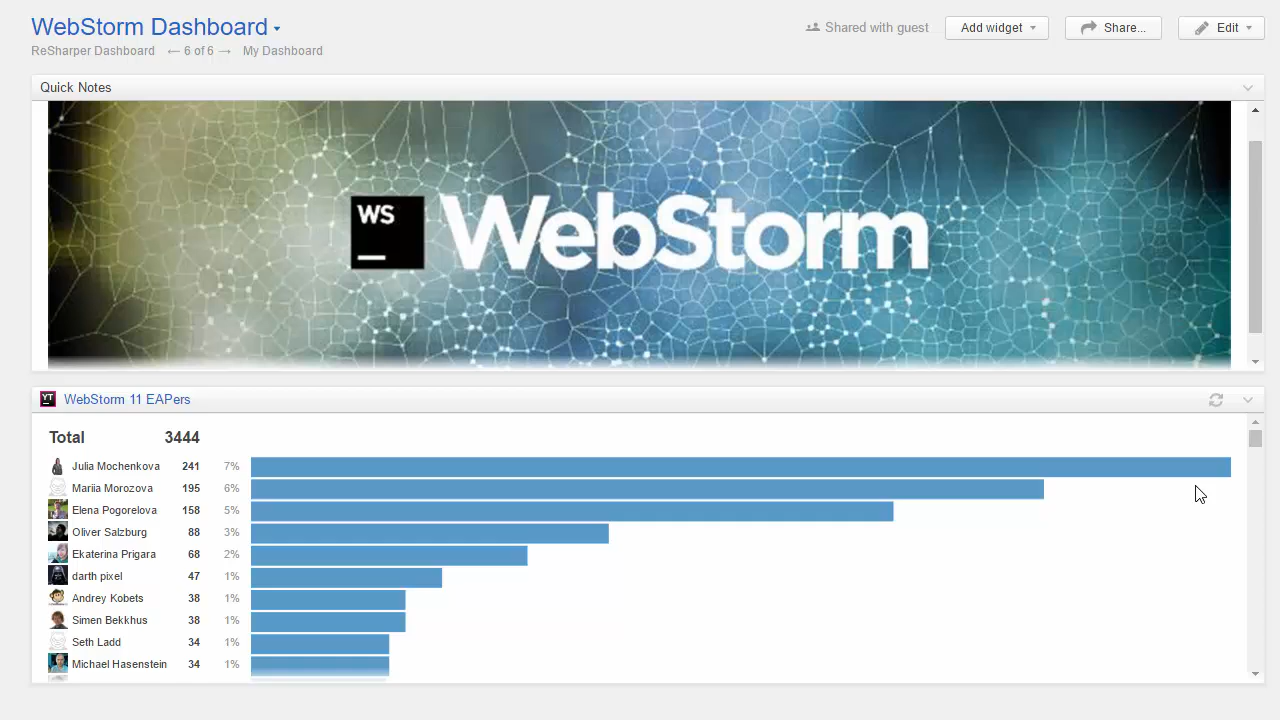 WebStorm Dashboard
Shared with guest
Add widget
Share...
Edit
ReSharper Dashboard ← 6 of 6 → My Dashboard
Quick Notes
WS WebStorm
YT WebStorm 11 EAPers
Total 3444
Julia Mochenkova 241 7%
Mariia Morozova 195 6%
Elena Pogorelova 158 5%
Oliver Salzburg 88 3%
Ekaterina Prigara 68 2%
darth pixel 47 1%
Andrey Kobets 38 1%
Simen Bekkhus 38 1%
Seth Ladd 34 1%
Michael Hasenstein 34 1%